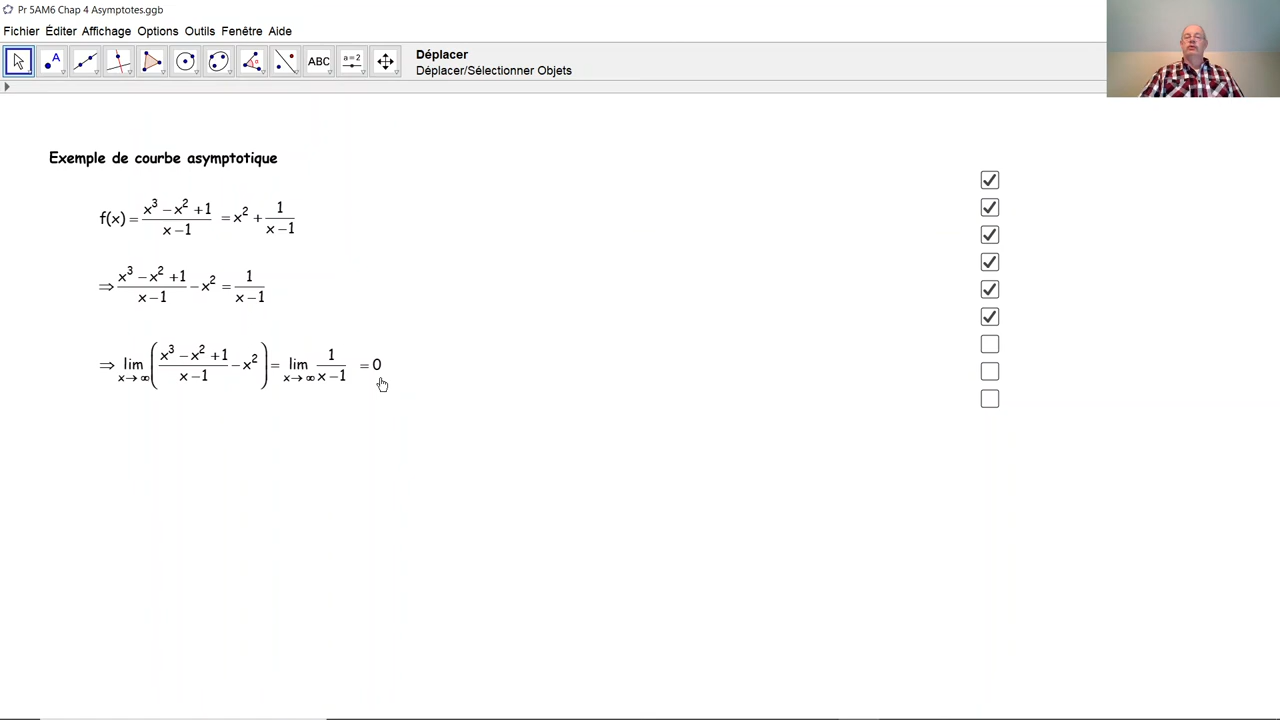 Pr 5AM6 Chap 4 Asymptotes.ggb
Fichier Éditer Affichage Options Outils Fenêtre Aide
A ABC a=2
Déplacer
Déplacer/Sélectionner Objets
Exemple de courbe asymptotique
f(x) = (x³ − x² + 1)/(x − 1) = x² + 1/(x − 1)
⇒ (x³ − x² + 1)/(x − 1) − x² = 1/(x − 1)
⇒ lim x→∞ ((x³ − x² + 1)/(x − 1) − x²) = lim x→∞ 1/(x − 1) = 0